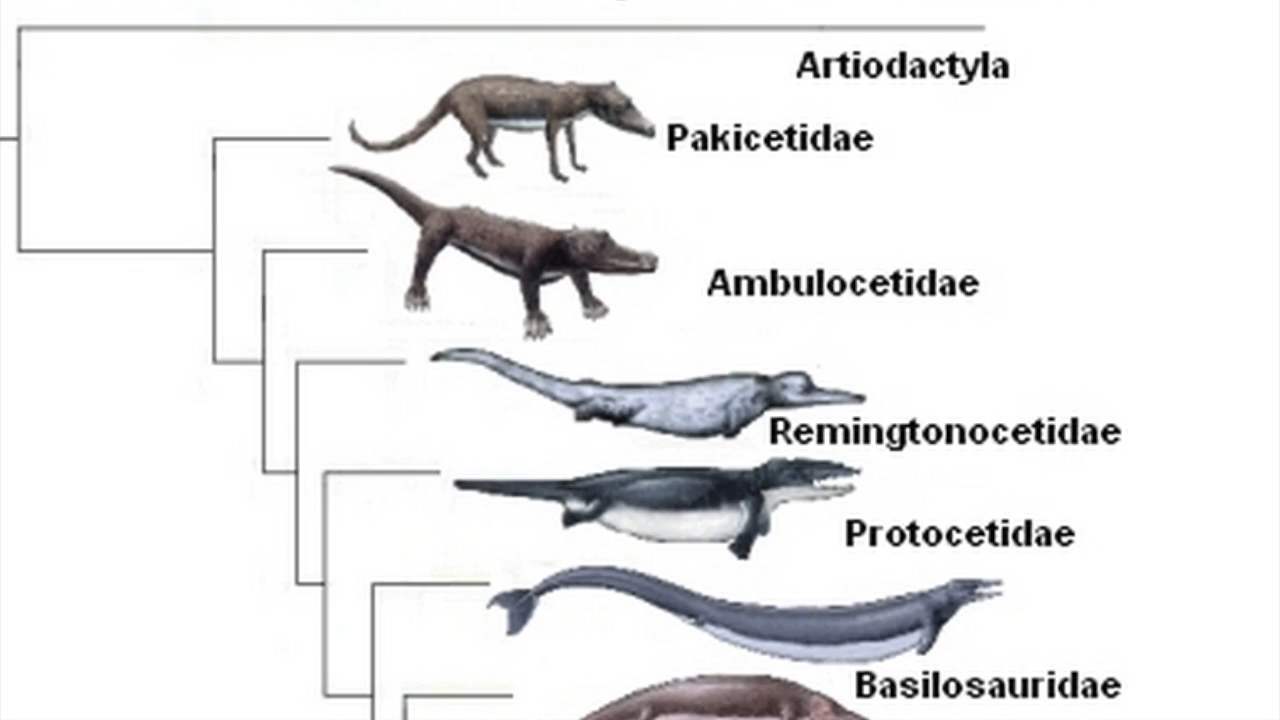 Artiodactyla
Pakicetidae
Ambulocetidae
Remingtonocetidae
Protocetidae
Basilosauridae